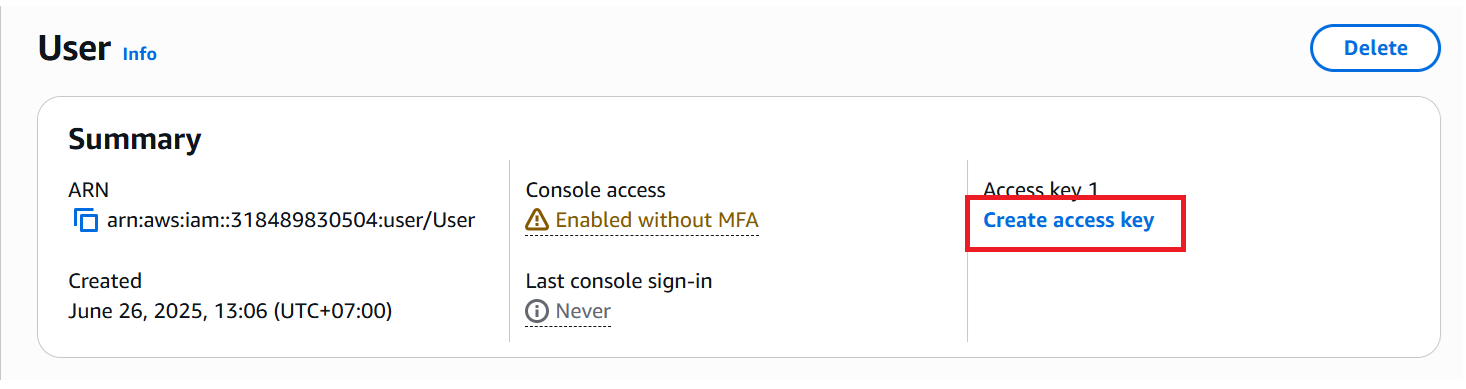 User Info
Delete
Summary
ARN
arn:aws:iam::318489830504:user/User
Created
June 26, 2025, 13:06 (UTC+07:00)
Console access
Enabled without MFA
Last console sign-in
Never
Access key 1
Create access key